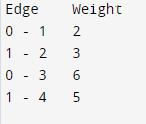 Edge Weight
0 - 1 2
1 - 2 3
0 - 3 6
1 - 4 5